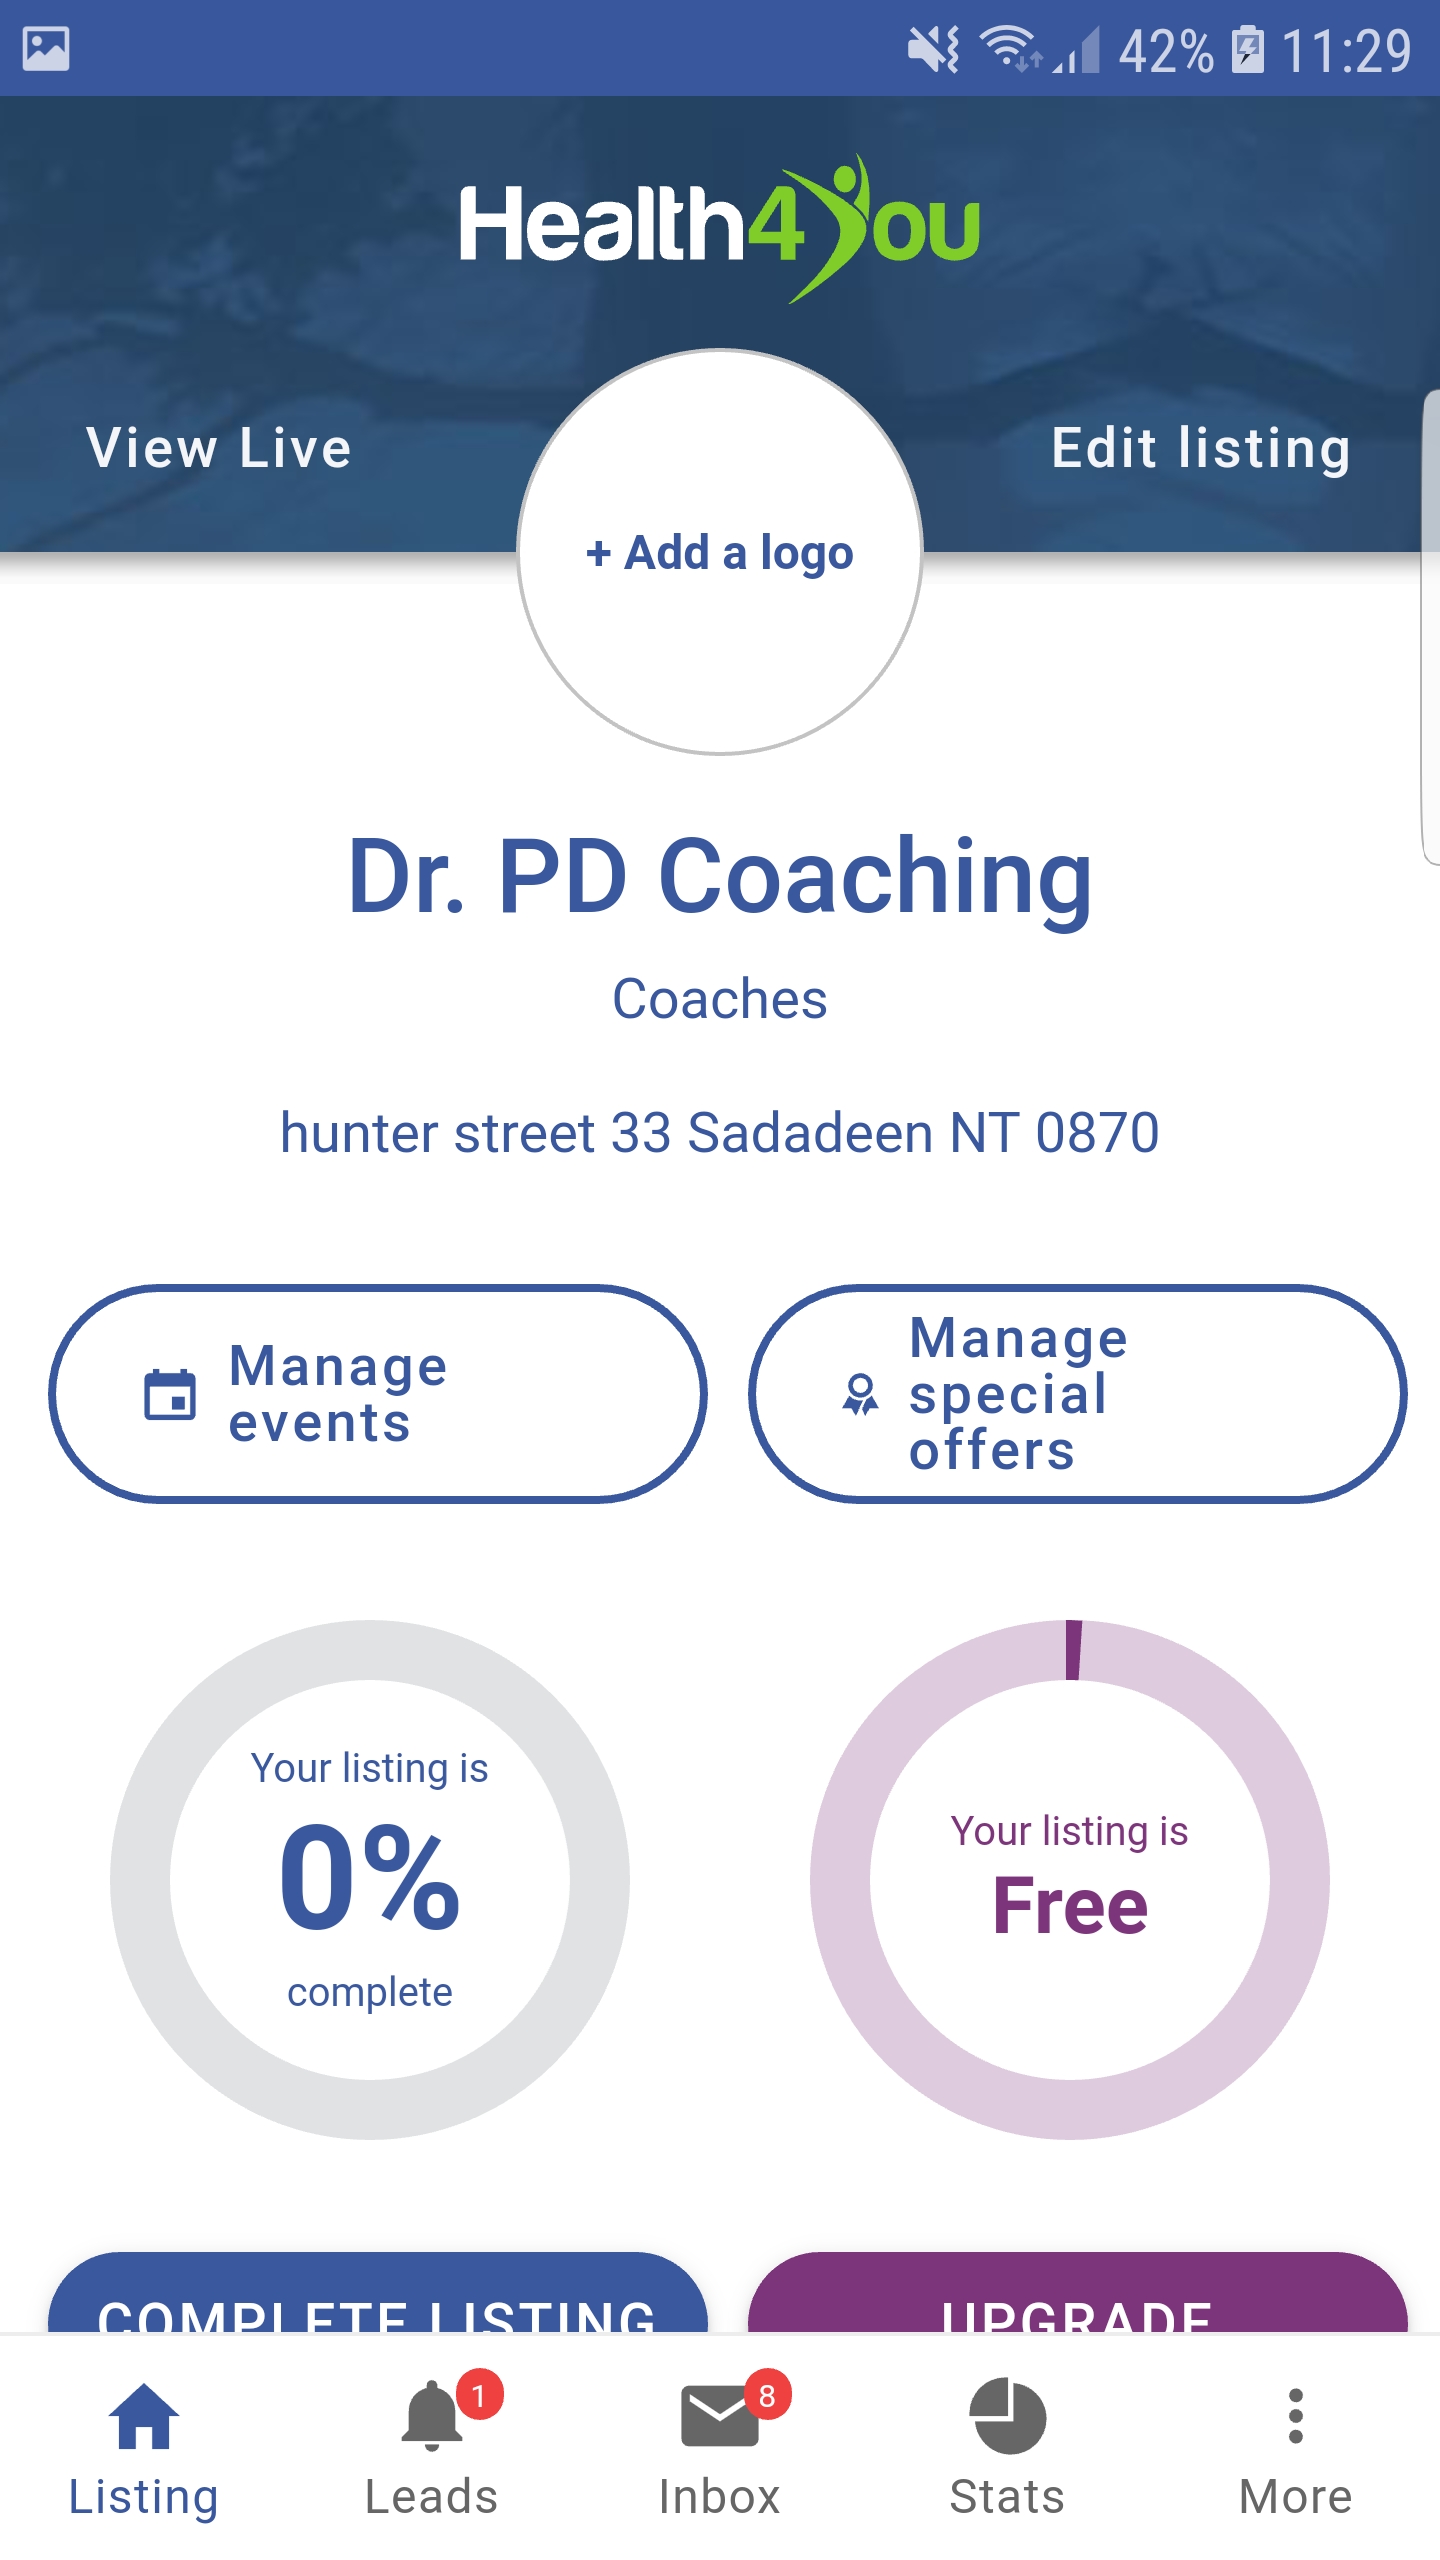 42% 11:29
Health4You
View Live
Edit listing
+ Add a logo
Dr. PD Coaching
Coaches
hunter street 33 Sadadeen NT 0870
Manage
events
Manage
special
offers
Your listing is
0%
complete
Your listing is
Free
COMPLETE LISTING
UPGRADE
1
8
Listing
Leads
Inbox
Stats
More